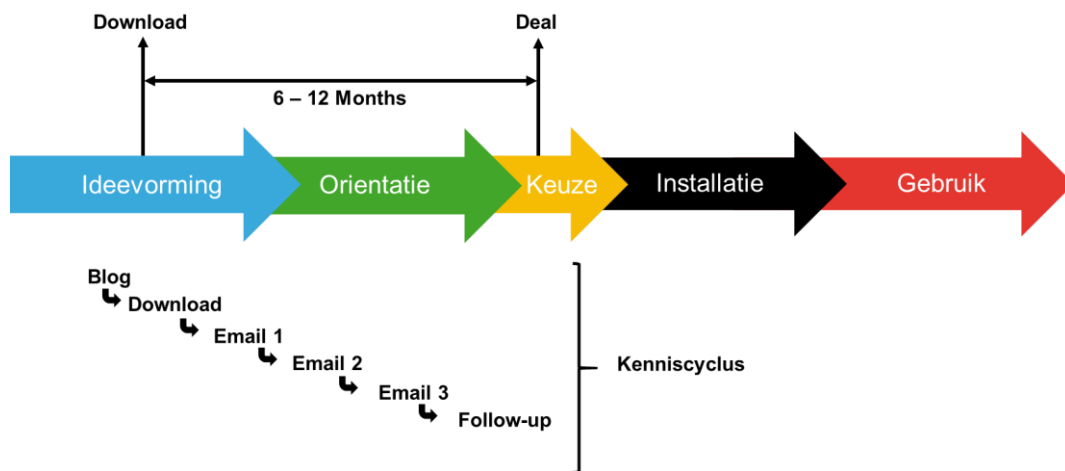 Download
Deal
6 – 12 Months
Ideevorming
Orientatie
Keuze
Installatie
Gebruik
Blog
Download
Email 1
Email 2
Email 3
Follow-up
Kenniscyclus